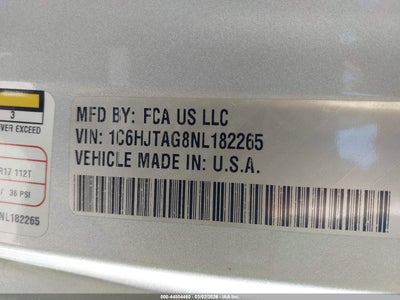 3
VER EXCEED
MFD BY: FCA US LLC
VIN: 1C6HJTAG8NL182265
VEHICLE MADE IN: U.S.A.
R17 112T
/ 36 PSI
NL182265